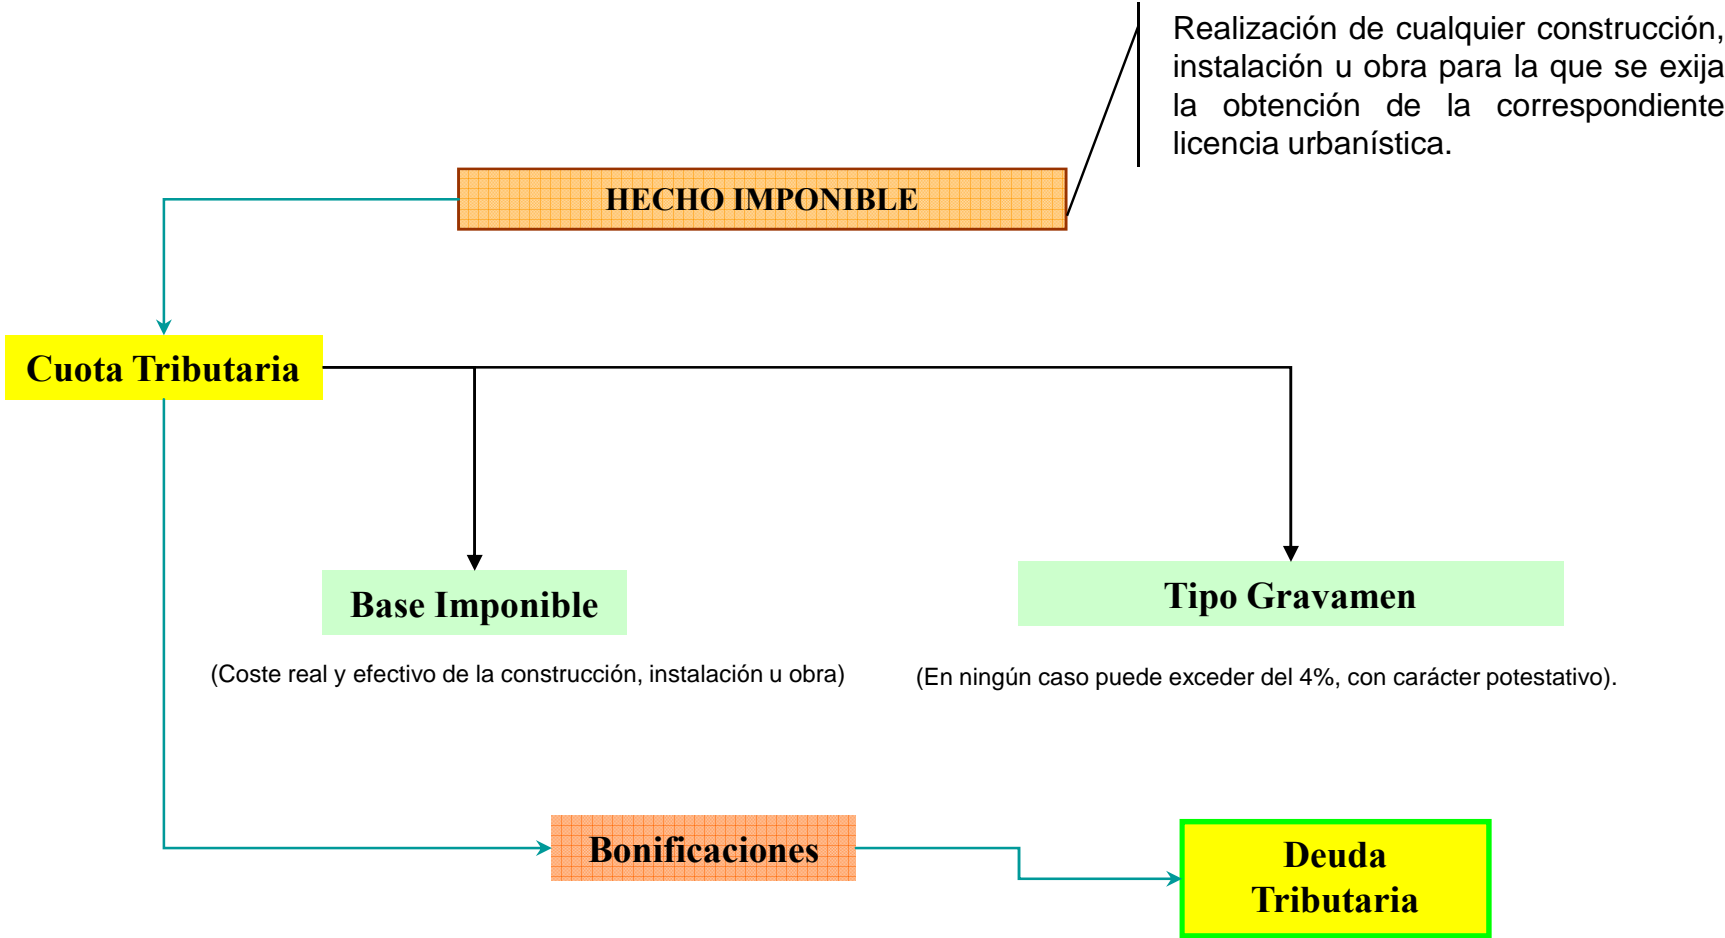 Realización de cualquier construcción,
instalación u obra para la que se exija
la obtención de la correspondiente
licencia urbanística.
HECHO IMPONIBLE
Cuota Tributaria
Base Imponible
Tipo Gravamen
(Coste real y efectivo de la construcción, instalación u obra)
(En ningún caso puede exceder del 4%, con carácter potestativo).
Bonificaciones
Deuda
Tributaria